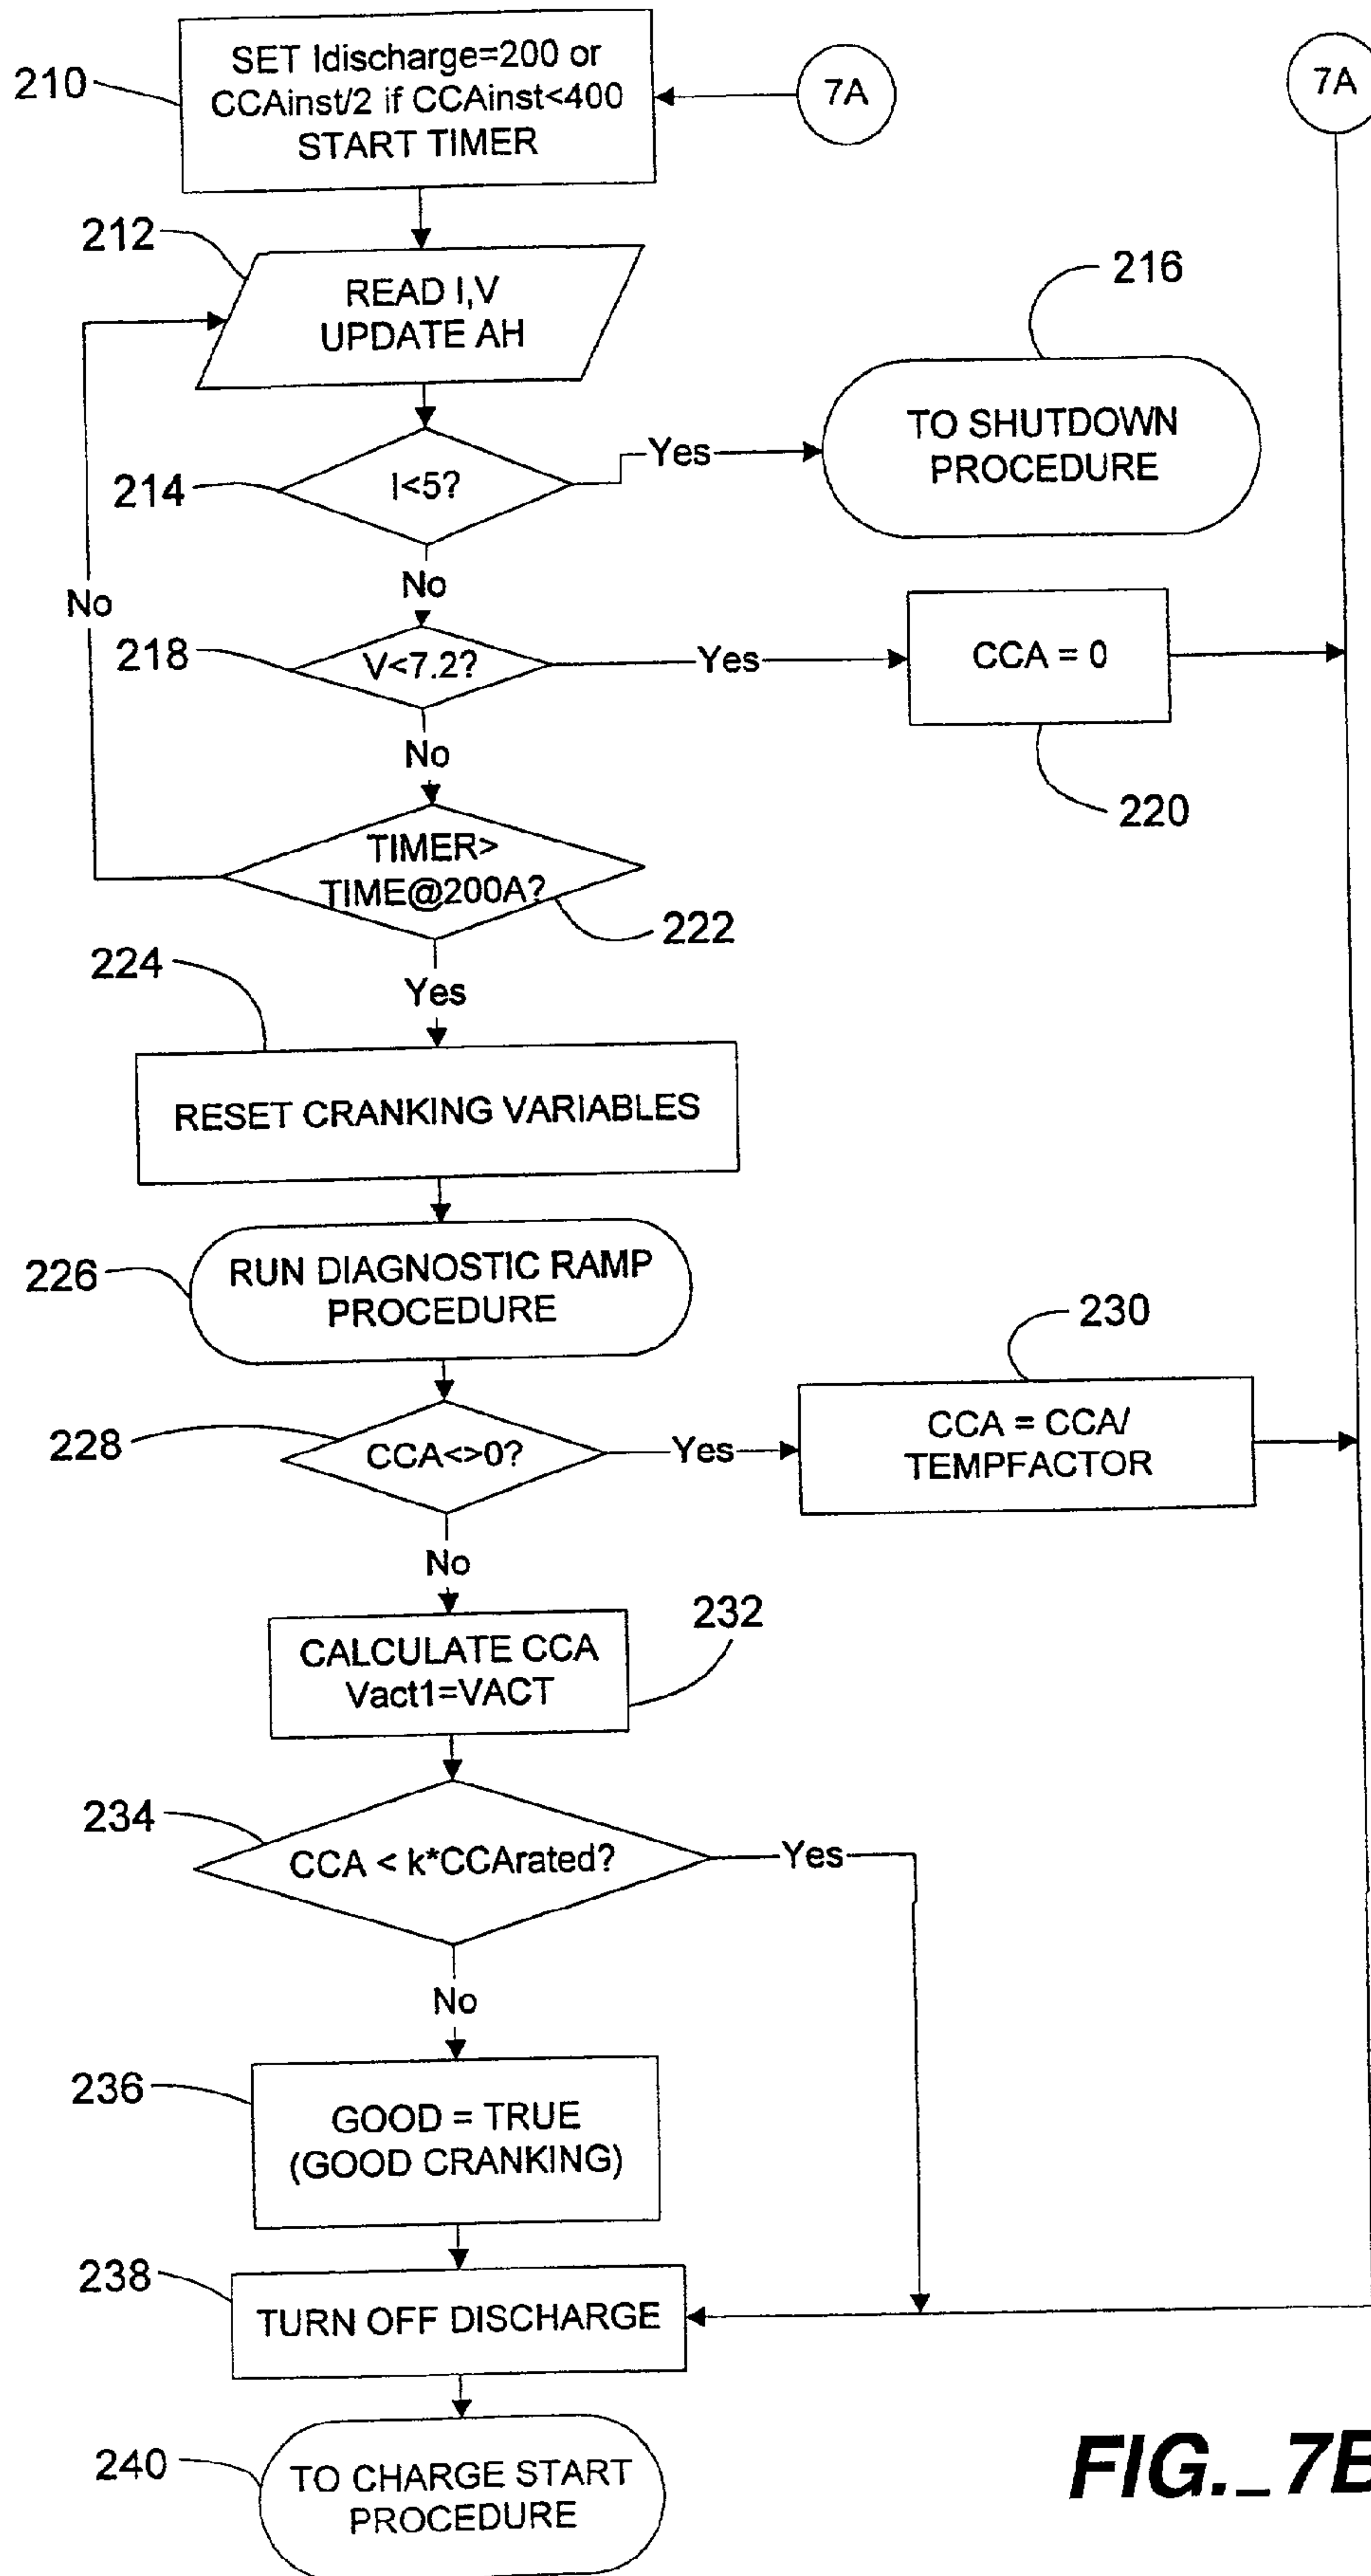 210
SET Idischarge=200 or
CCAinst/2 if CCAinst<400
START TIMER
7A
7A
212
READ I,V
UPDATE AH
216
TO SHUTDOWN
PROCEDURE
214
I<5?
Yes
No
No
218
V<7.2?
Yes
CCA = 0
220
No
TIMER>
TIME@200A?
222
224
Yes
RESET CRANKING VARIABLES
226
RUN DIAGNOSTIC RAMP
PROCEDURE
230
228
CCA<>0?
Yes
CCA = CCA/
TEMPFACTOR
No
232
CALCULATE CCA
Vact1=VACT
234
CCA < k*CCArated?
Yes
No
236
GOOD = TRUE
(GOOD CRANKING)
238
TURN OFF DISCHARGE
240
TO CHARGE START
PROCEDURE
FIG._7B